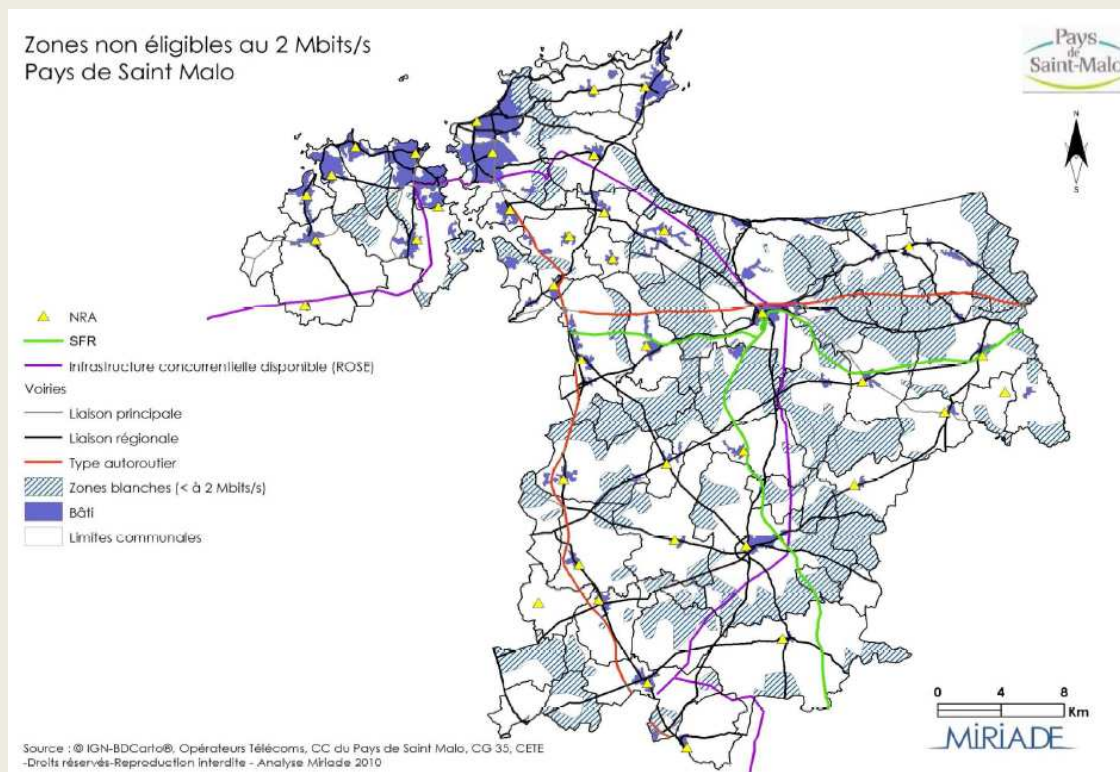 Zones non éligibles au 2 Mbits/s
Pays de Saint Malo
Pays
de
Saint-Malo
N
S
NRA
SFR
Infrastructure concurrentielle disponible (ROSE)
Voiries
Liaison principale
Liaison régionale
Type autoroutier
Zones blanches (< à 2 Mbits/s)
Bâti
Limites communales
0 4 8
Km
MIRIADE
Source : © IGN-BDCarto®, Opérateurs Télécoms, CC du Pays de Saint Malo, CG 35, CETE
-Droits réservés-Reproduction interdite - Analyse Miriade 2010